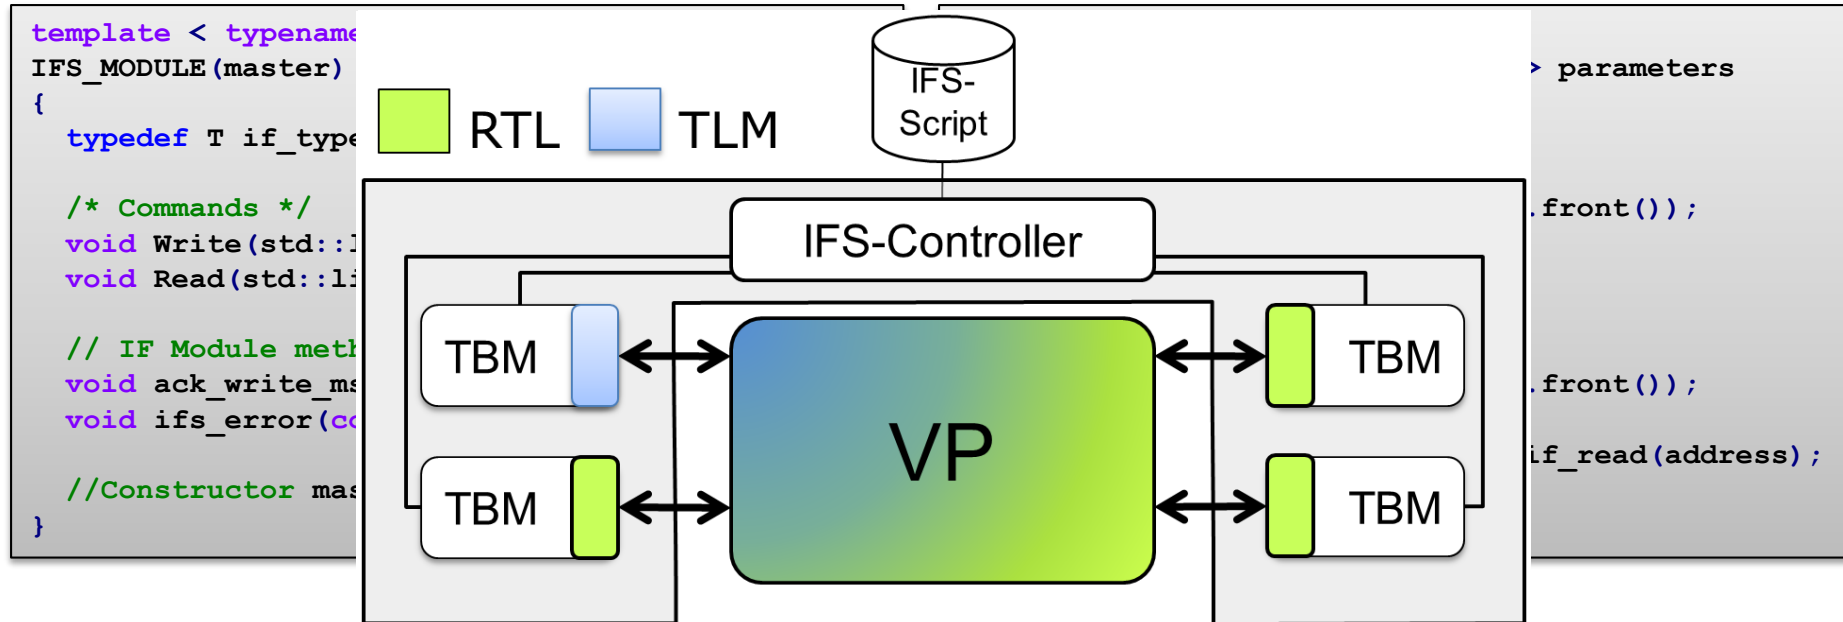 template < typename
IFS_MODULE(master)
{
typedef T if_type
/* Commands */
void Write(std::l
void Read(std::li
// IF Module meth
void ack_write_ms
void ifs_error(co
//Constructor mas
}
IFS-
Script
RTL
TLM
IFS-Controller
TBM
TBM
VP
TBM
TBM
> parameters
.front());
.front());
if_read(address);